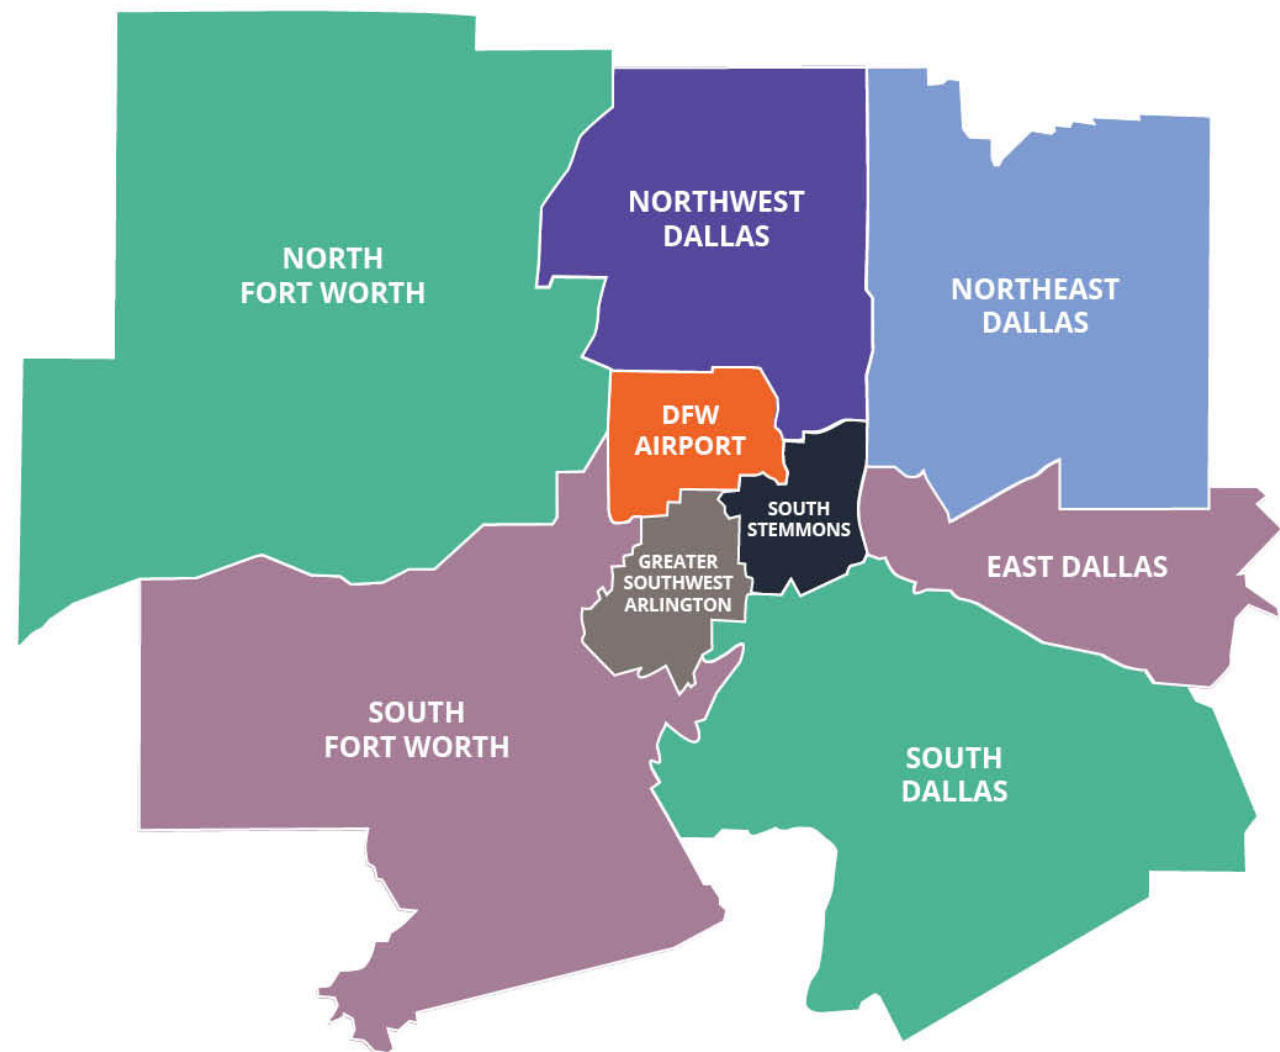 NORTH
FORT WORTH
NORTHWEST
DALLAS
NORTHEAST
DALLAS
DFW
AIRPORT
SOUTH
STEMMONS
GREATER
SOUTHWEST
ARLINGTON
EAST DALLAS
SOUTH
FORT WORTH
SOUTH
DALLAS